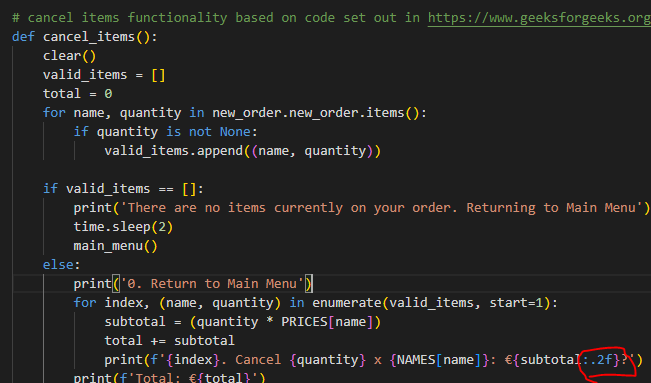 # cancel items functionality based on code set out in https://www.geeksforgeeks.org
def cancel_items():
    clear()
    valid_items = []
    total = 0
    for name, quantity in new_order.new_order.items():
        if quantity is not None:
            valid_items.append((name, quantity))
    if valid_items == []:
        print('There are no items currently on your order. Returning to Main Menu')
        time.sleep(2)
        main_menu()
    else:
        print('0. Return to Main Menu')
        for index, (name, quantity) in enumerate(valid_items, start=1):
            subtotal = (quantity * PRICES[name])
            total += subtotal
            print(f'{index}. Cancel {quantity} x {NAMES[name]}: €{subtotal:.2f}?')
        print(f'Total: €{total}')